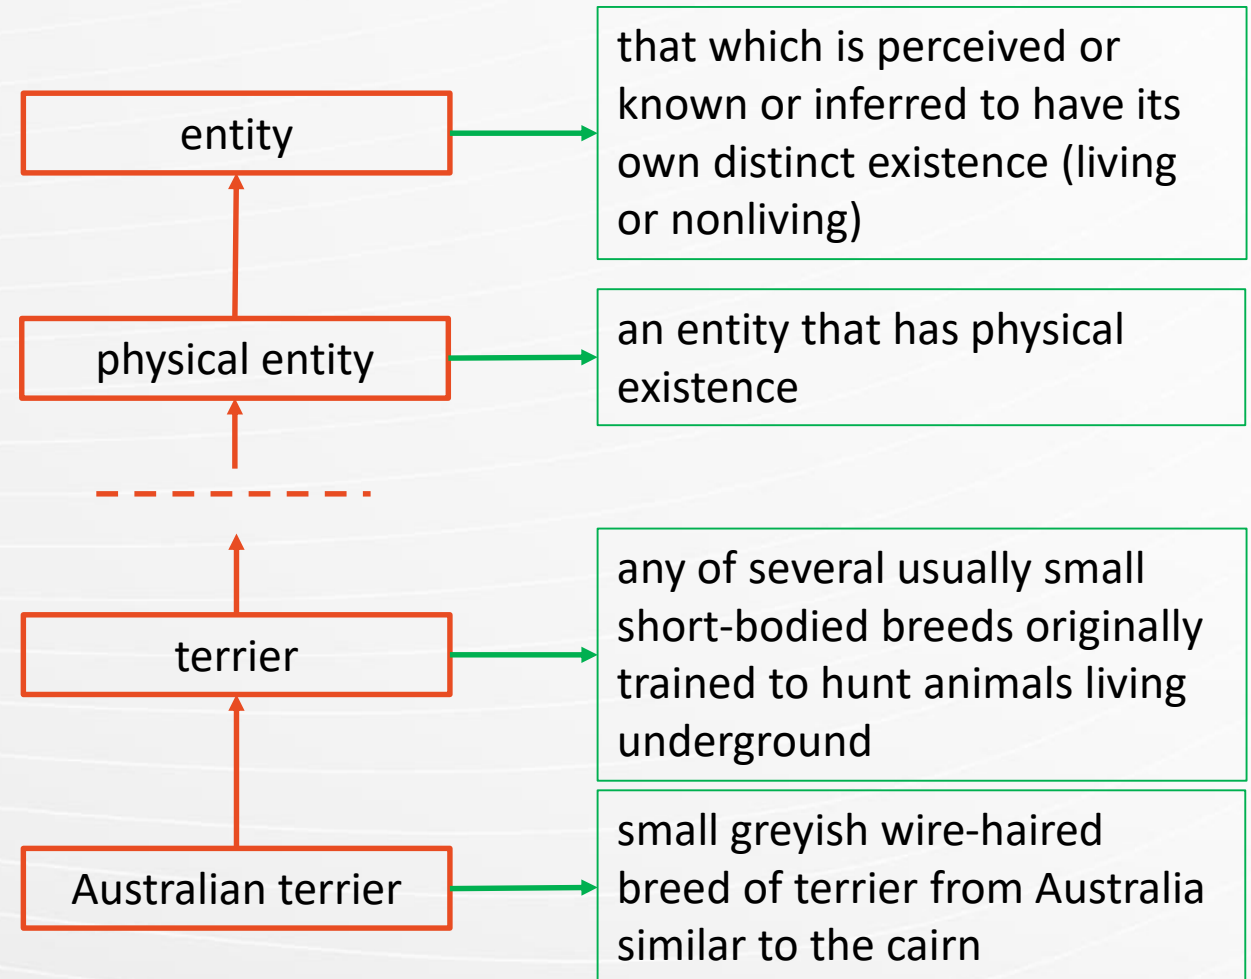 entity
that which is perceived or
known or inferred to have its
own distinct existence (living
or nonliving)
physical entity
an entity that has physical
existence
terrier
any of several usually small
short-bodied breeds originally
trained to hunt animals living
underground
Australian terrier
small greyish wire-haired
breed of terrier from Australia
similar to the cairn